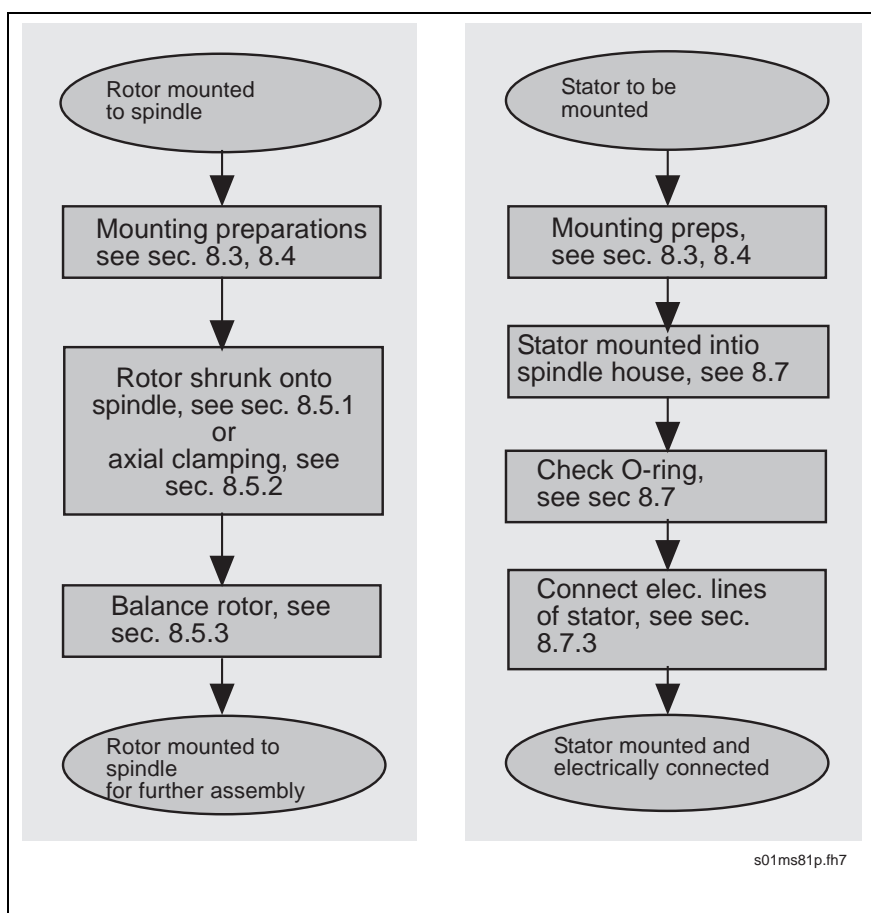 Rotor mounted
to spindle
Mounting preparations
see sec. 8.3, 8.4
Rotor shrunk onto
spindle, see sec. 8.5.1
or
axial clamping, see
sec. 8.5.2
Balance rotor, see
sec. 8.5.3
Rotor mounted to
spindle
for further assembly
Stator to be
mounted
Mounting preps,
see sec. 8.3, 8.4
Stator mounted intio
spindle house, see 8.7
Check O-ring,
see sec 8.7
Connect elec. lines
of stator, see sec.
8.7.3
Stator mounted and
electrically connected
s01ms81p.fh7